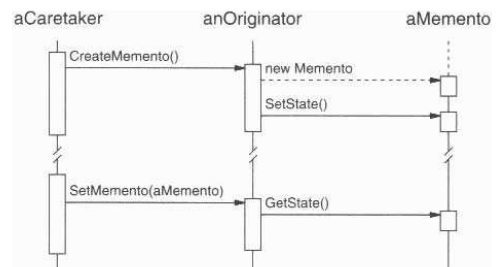 aCaretaker anOriginator aMemento
CreateMemento()
new Memento
SetState()
SetMemento(aMemento)
GetState()